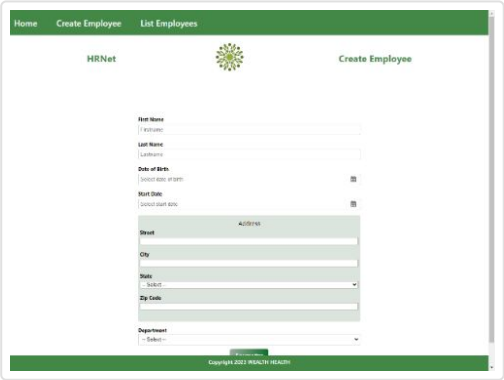 Home Create Employee List Employees
HRNet Create Employee
First Name
Firstname
Last Name
Lastname
Date of Birth
Select date of birth
Start Date
Select start date
Address
Street
City
State
-- Select --
Zip Code
Department
-- Select --
Copyright 2022 WEALTH HEALTH